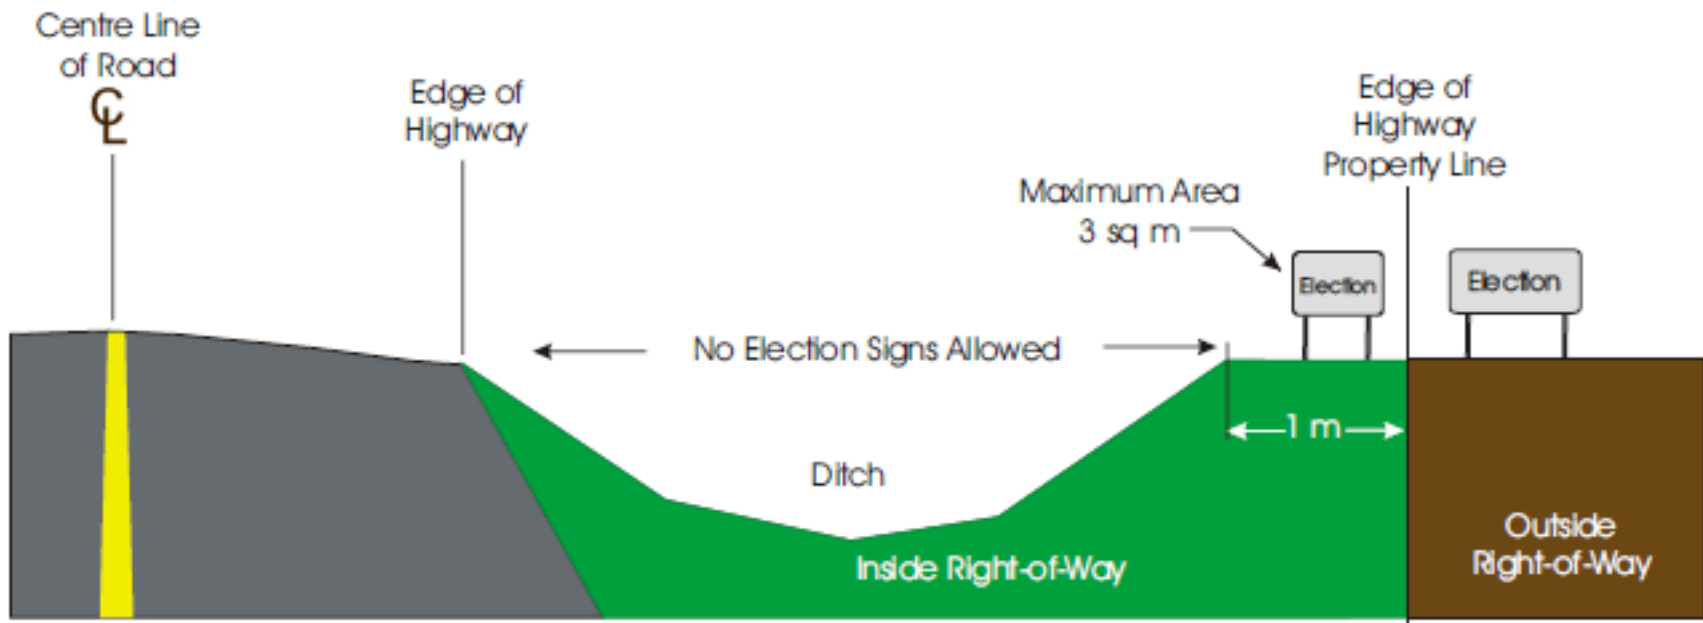 Centre Line
of Road
℄
Edge of
Highway
Edge of
Highway
Property Line
Maximum Area
3 sq m
Election
Election
No Election Signs Allowed
1 m
Ditch
Inside Right-of-Way
Outside
Right-of-Way